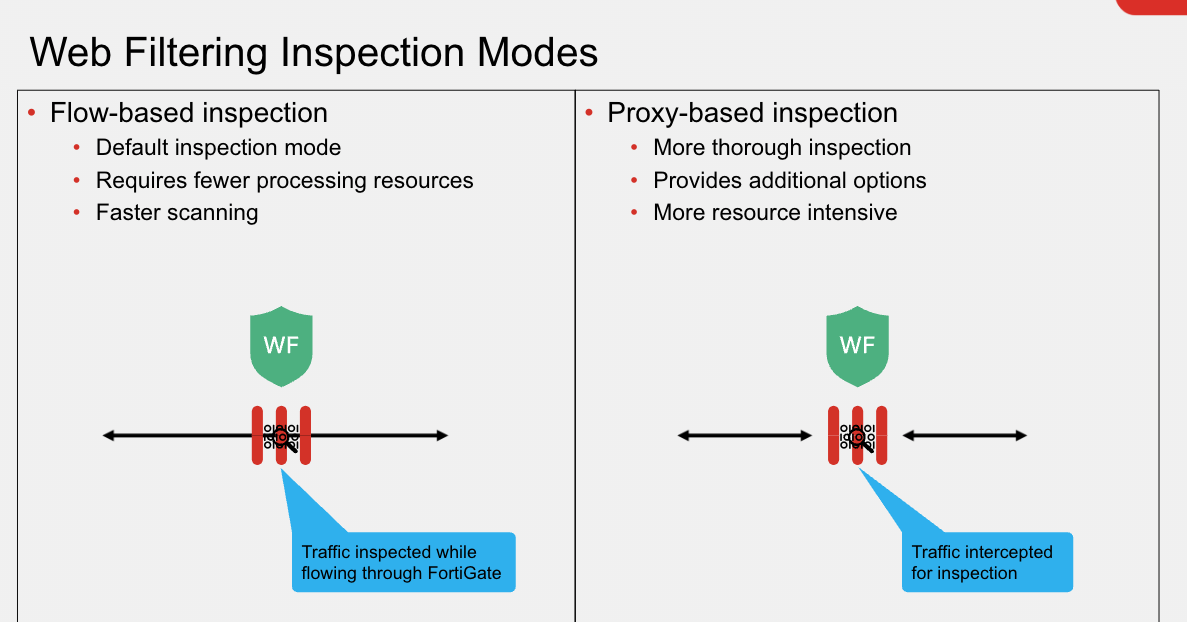 Web Filtering Inspection Modes
• Flow-based inspection
• Default inspection mode
• Requires fewer processing resources
• Faster scanning
WF
Traffic inspected while
flowing through FortiGate
• Proxy-based inspection
• More thorough inspection
• Provides additional options
• More resource intensive
WF
Traffic intercepted
for inspection